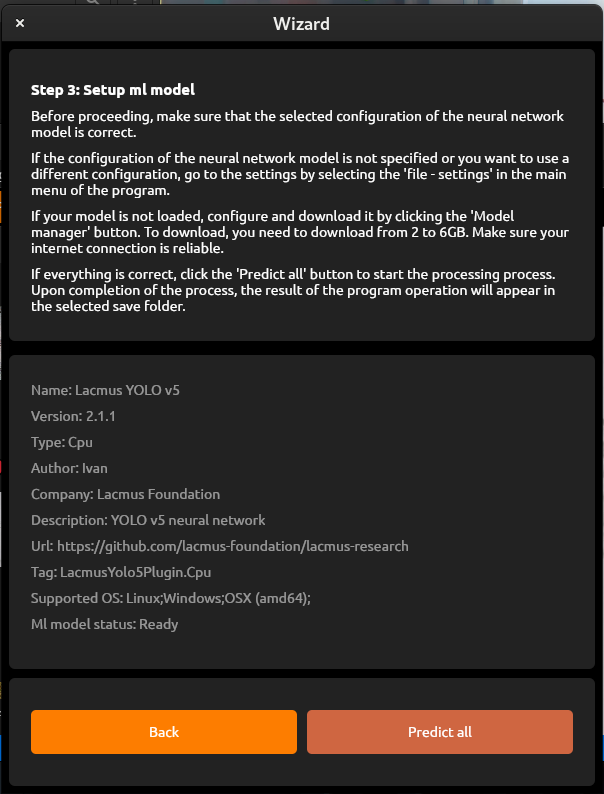 Wizard
Step 3: Setup ml model
Before proceeding, make sure that the selected configuration of the neural network
model is correct.
If the configuration of the neural network model is not specified or you want to use a
different configuration, go to the settings by selecting the 'file - settings' in the main
menu of the program.
If your model is not loaded, configure and download it by clicking the 'Model
manager' button. To download, you need to download from 2 to 6GB. Make sure your
internet connection is reliable.
If everything is correct, click the 'Predict all' button to start the processing process.
Upon completion of the process, the result of the program operation will appear in
the selected save folder.
Name: Lacmus YOLO v5
Version: 2.1.1
Type: Cpu
Author: Ivan
Company: Lacmus Foundation
Description: YOLO v5 neural network
Url: https://github.com/lacmus-foundation/lacmus-research
Tag: LacmusYolo5Plugin.Cpu
Supported OS: Linux;Windows;OSX (amd64);
Ml model status: Ready
Back
Predict all